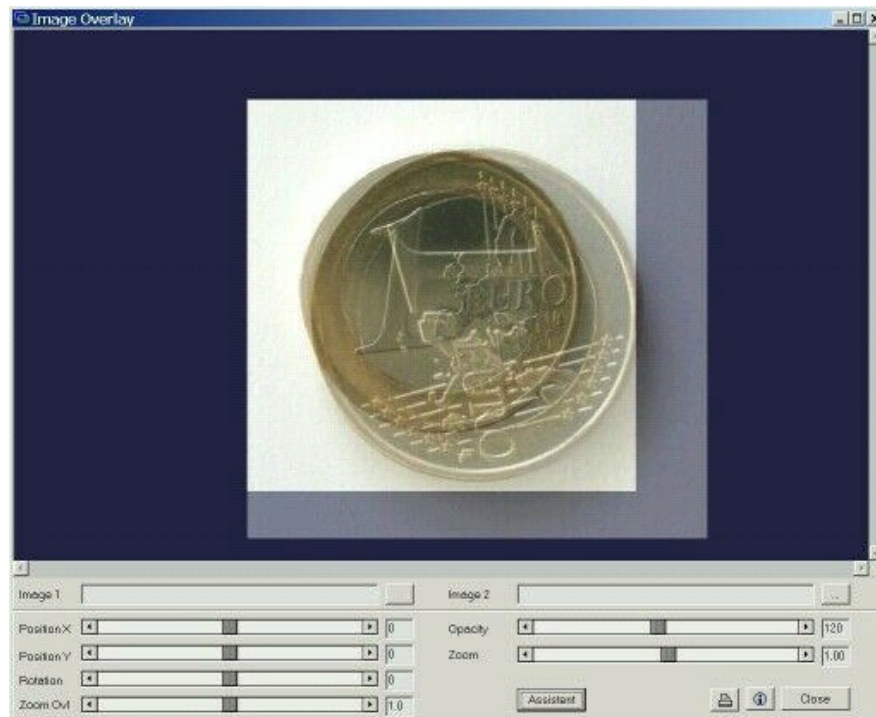 Image Overlay
Image 1
Image 2
...
Position X 0
Opacity 120
Position Y 0
Zoom 1.00
Rotation 0
Zoom Ovl 1.0
Assistent
Close
1
EURO